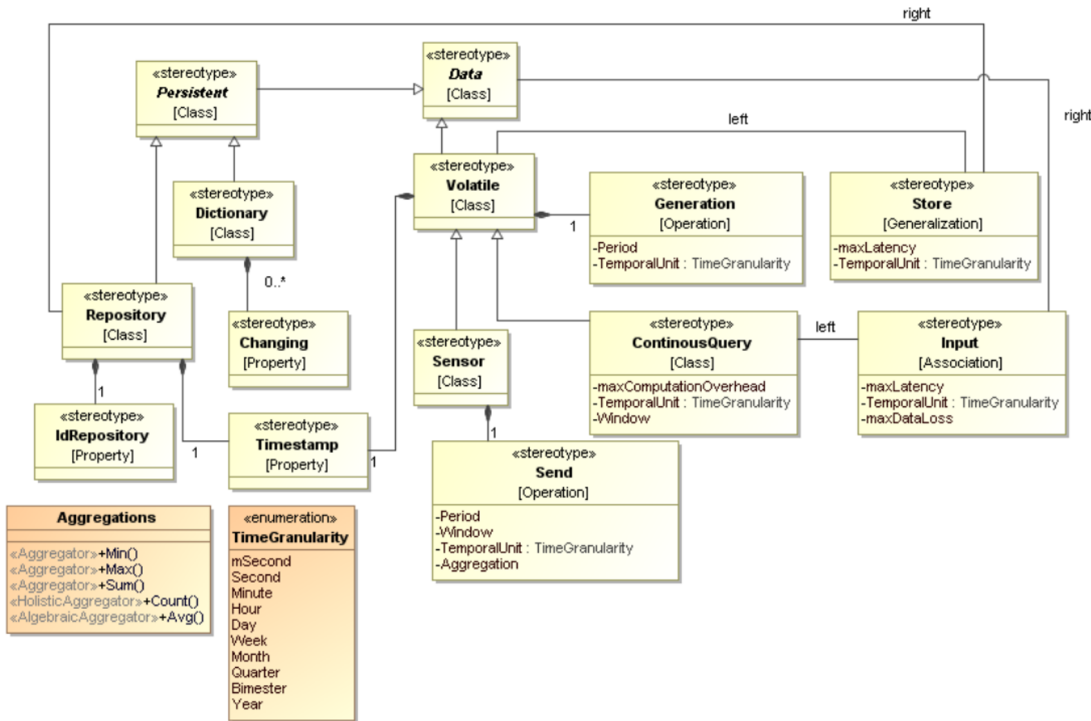 right
«stereotype»
Persistent
[Class]
«stereotype»
Data
[Class]
right
left
«stereotype»
Volatile
[Class]
«stereotype»
Generation
[Operation]
-Period
-TemporalUnit : TimeGranularity
1
«stereotype»
Store
[Generalization]
-maxLatency
-TemporalUnit : TimeGranularity
«stereotype»
Dictionary
[Class]
0..*
«stereotype»
Repository
[Class]
«stereotype»
Changing
[Property]
«stereotype»
Sensor
[Class]
«stereotype»
ContinousQuery
[Class]
-maxComputationOverhead
-TemporalUnit : TimeGranularity
-Window
left
«stereotype»
Input
[Association]
-maxLatency
-TemporalUnit : TimeGranularity
-maxDataLoss
1
«stereotype»
IdRepository
[Property]
1
«stereotype»
Timestamp
[Property]
1
1
«stereotype»
Send
[Operation]
-Period
-Window
-TemporalUnit : TimeGranularity
-Aggregation
Aggregations
«Aggregator»+Min()
«Aggregator»+Max()
«Aggregator»+Sum()
«HolisticAggregator»+Count()
«AlgebraicAggregator»+Avg()
«enumeration»
TimeGranularity
mSecond
Second
Minute
Hour
Day
Week
Month
Quarter
Bimester
Year